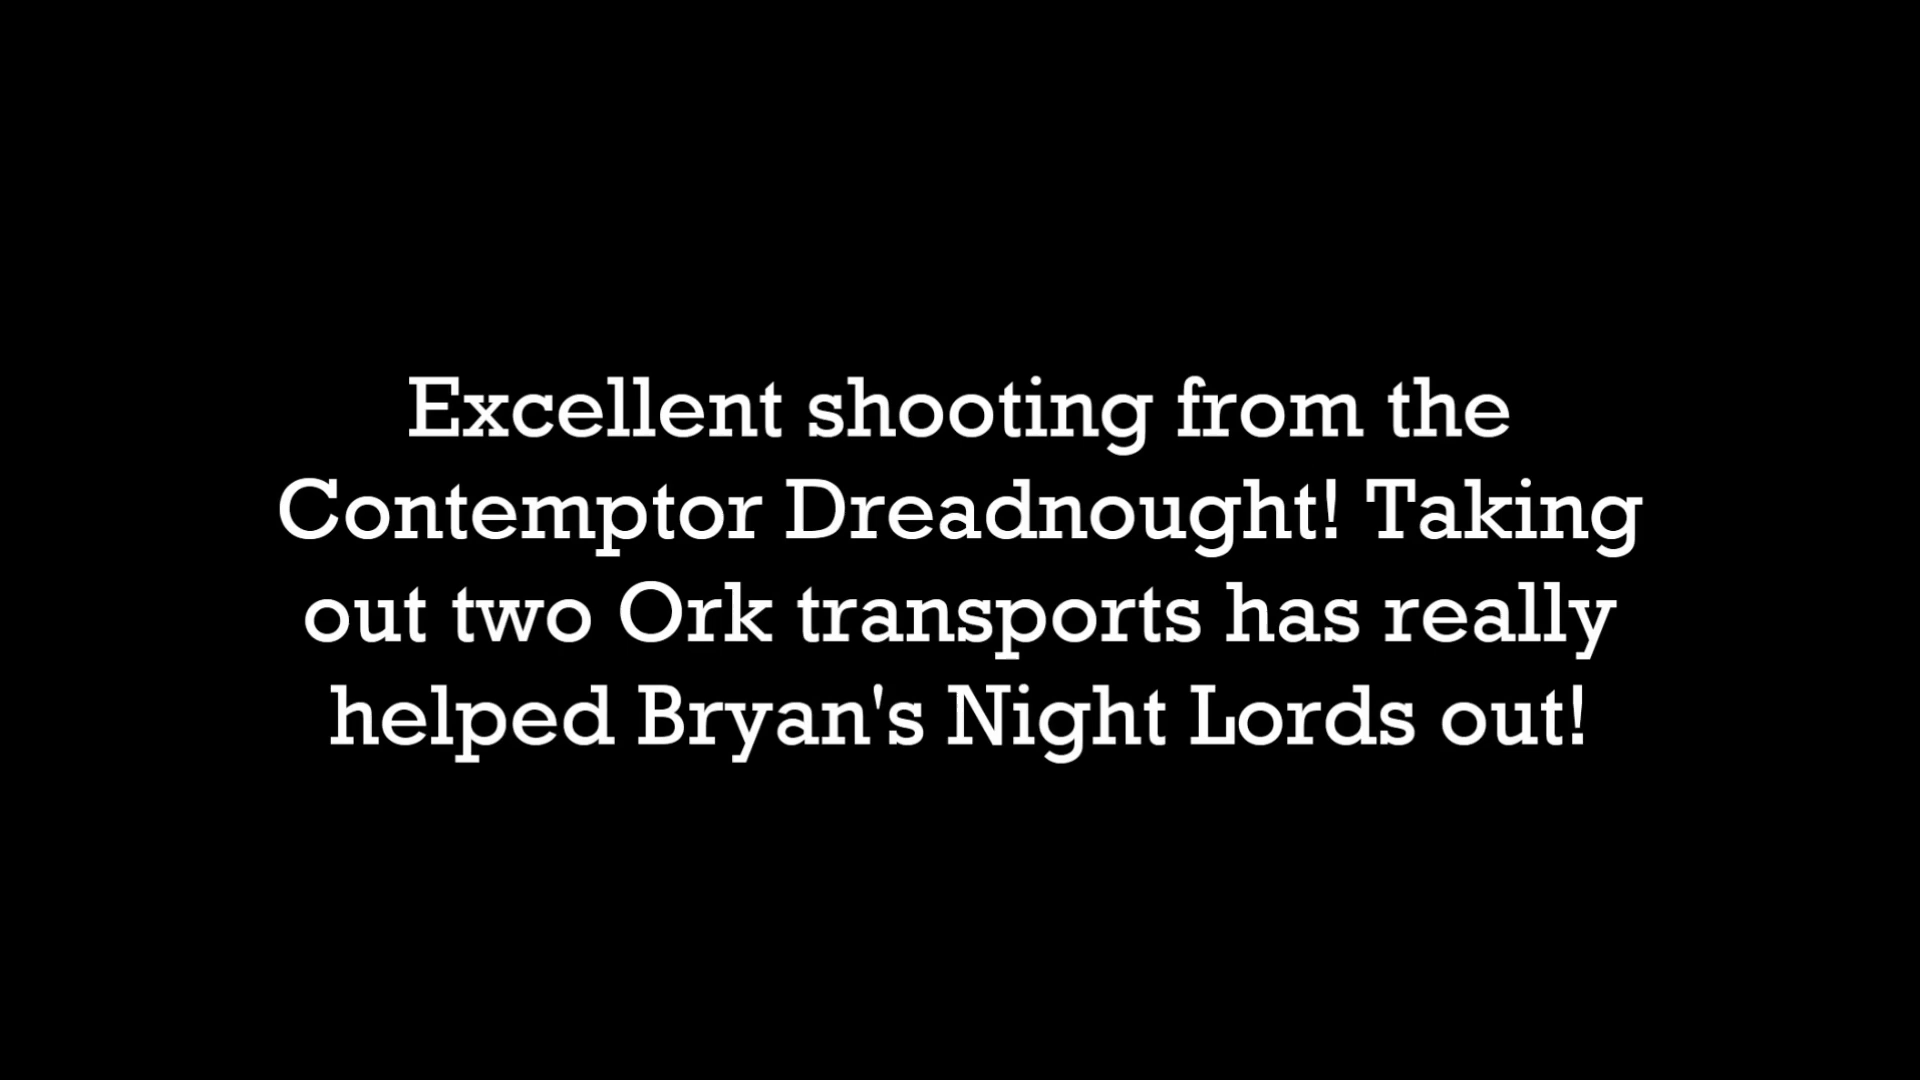 Excellent shooting from the
Contemptor Dreadnought! Taking
out two Ork transports has really
helped Bryan's Night Lords out!